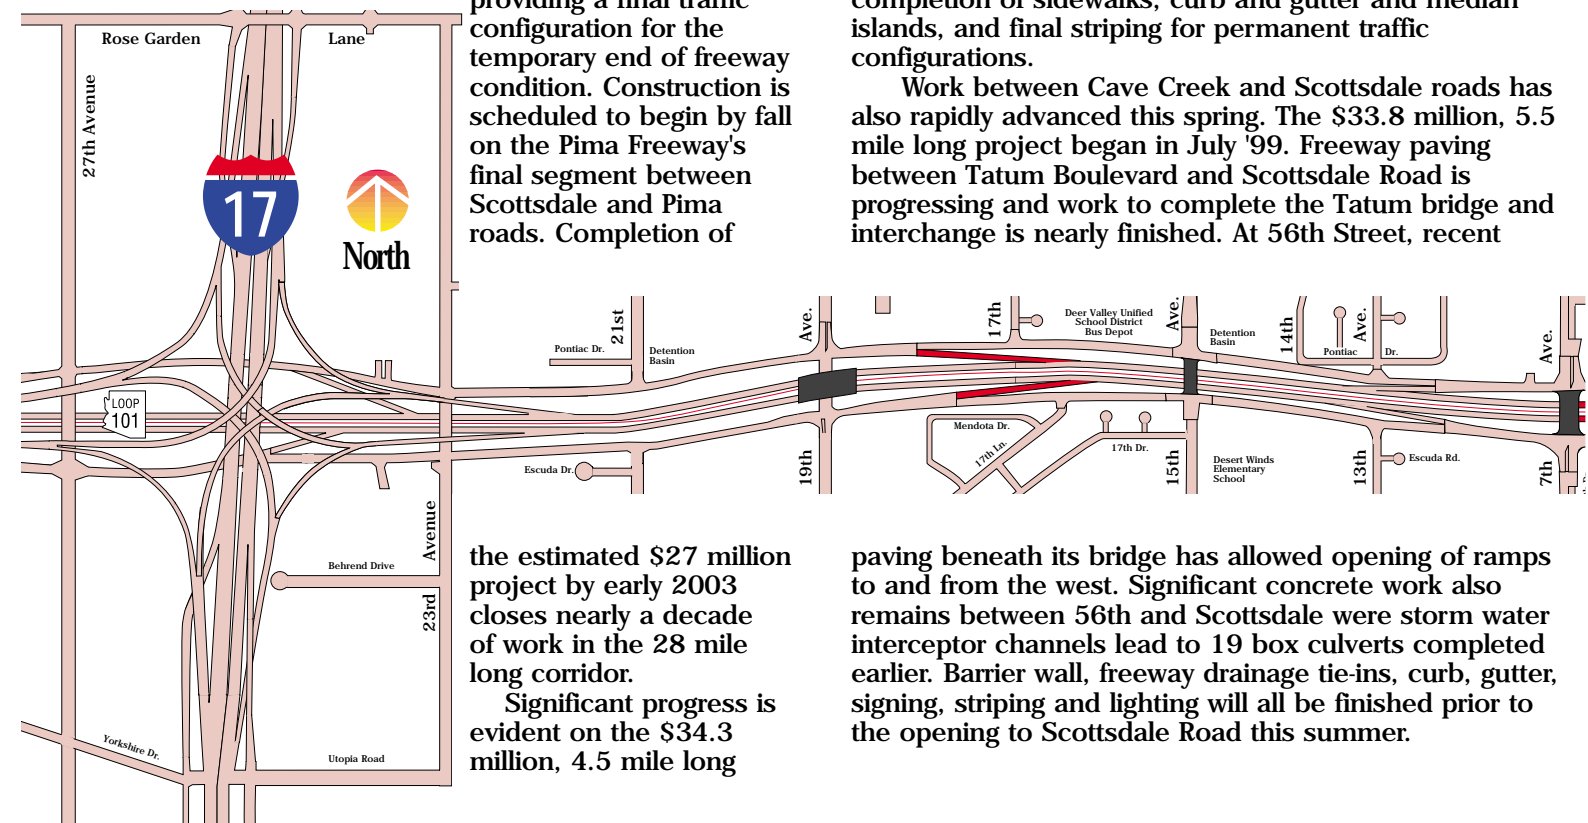 providing a final traffic
configuration for the
temporary end of freeway
condition. Construction is
scheduled to begin by fall
on the Pima Freeway's
final segment between
Scottsdale and Pima
roads. Completion of
the estimated $27 million
project by early 2003
closes nearly a decade
of work in the 28 mile
long corridor.
Significant progress is
evident on the $34.3
million, 4.5 mile long
completion of sidewalks, curb and gutter and median
islands, and final striping for permanent traffic
configurations.
Work between Cave Creek and Scottsdale roads has
also rapidly advanced this spring. The $33.8 million, 5.5
mile long project began in July '99. Freeway paving
between Tatum Boulevard and Scottsdale Road is
progressing and work to complete the Tatum bridge and
interchange is nearly finished. At 56th Street, recent
paving beneath its bridge has allowed opening of ramps
to and from the west. Significant concrete work also
remains between 56th and Scottsdale were storm water
interceptor channels lead to 19 box culverts completed
earlier. Barrier wall, freeway drainage tie-ins, curb, gutter,
signing, striping and lighting will all be finished prior to
the opening to Scottsdale Road this summer.
Rose Garden Lane
27th Avenue
17
North
LOOP
101
23rd Avenue
Behrend Drive
Yorkshire Dr.
Utopia Road
21st
Pontiac Dr.
Detention
Basin
Escuda Dr.
19th Ave.
17th
Deer Valley Unified
School District
Bus Depot
Mendota Dr.
17th Ln.
17th Dr.
15th Ave.
Detention
Basin
Desert Winds
Elementary
School
14th
Pontiac Dr.
13th Ave.
Escuda Rd.
7th Ave.